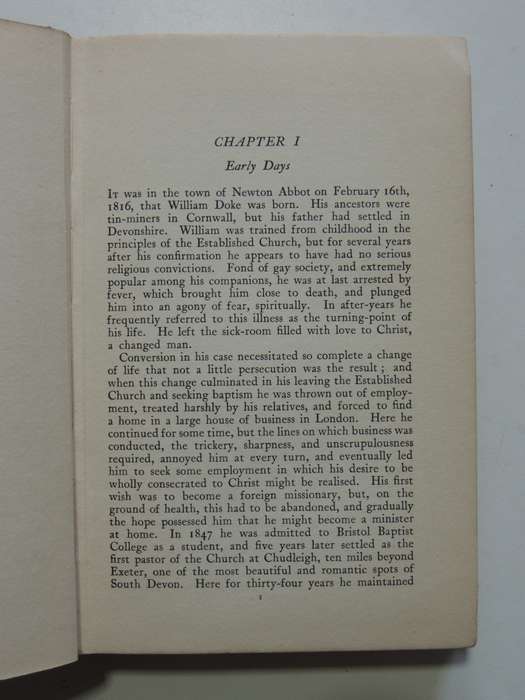 CHAPTER I
Early Days
It was in the town of Newton Abbot on February 16th,
1816, that William Doke was born. His ancestors were
tin-miners in Cornwall, but his father had settled in
Devonshire. William was trained from childhood in the
principles of the Established Church, but for several years
after his confirmation he appears to have had no serious
religious convictions. Fond of gay society, and extremely
popular among his companions, he was at last arrested by
fever, which brought him close to death, and plunged
him into an agony of fear, spiritually. In after-years he
frequently referred to this illness as the turning-point of
his life. He left the sick-room filled with love to Christ,
a changed man.
Conversion in his case necessitated so complete a change
of life that not a little persecution was the result; and
when this change culminated in his leaving the Established
Church and seeking baptism he was thrown out of employ-
ment, treated harshly by his relatives, and forced to find
a home in a large house of business in London. Here he
continued for some time, but the lines on which business was
conducted, the trickery, sharpness, and unscrupulousness
required, annoyed him at every turn, and eventually led
him to seek some employment in which his desire to be
wholly consecrated to Christ might be realised. His first
wish was to become a foreign missionary, but, on the
ground of health, this had to be abandoned, and gradually
the hope possessed him that he might become a minister
at home. In 1847 he was admitted to Bristol Baptist
College as a student, and five years later settled as the
first pastor of the Church at Chudleigh, ten miles beyond
Exeter, one of the most beautiful and romantic spots of
South Devon. Here for thirty-four years he maintained
1